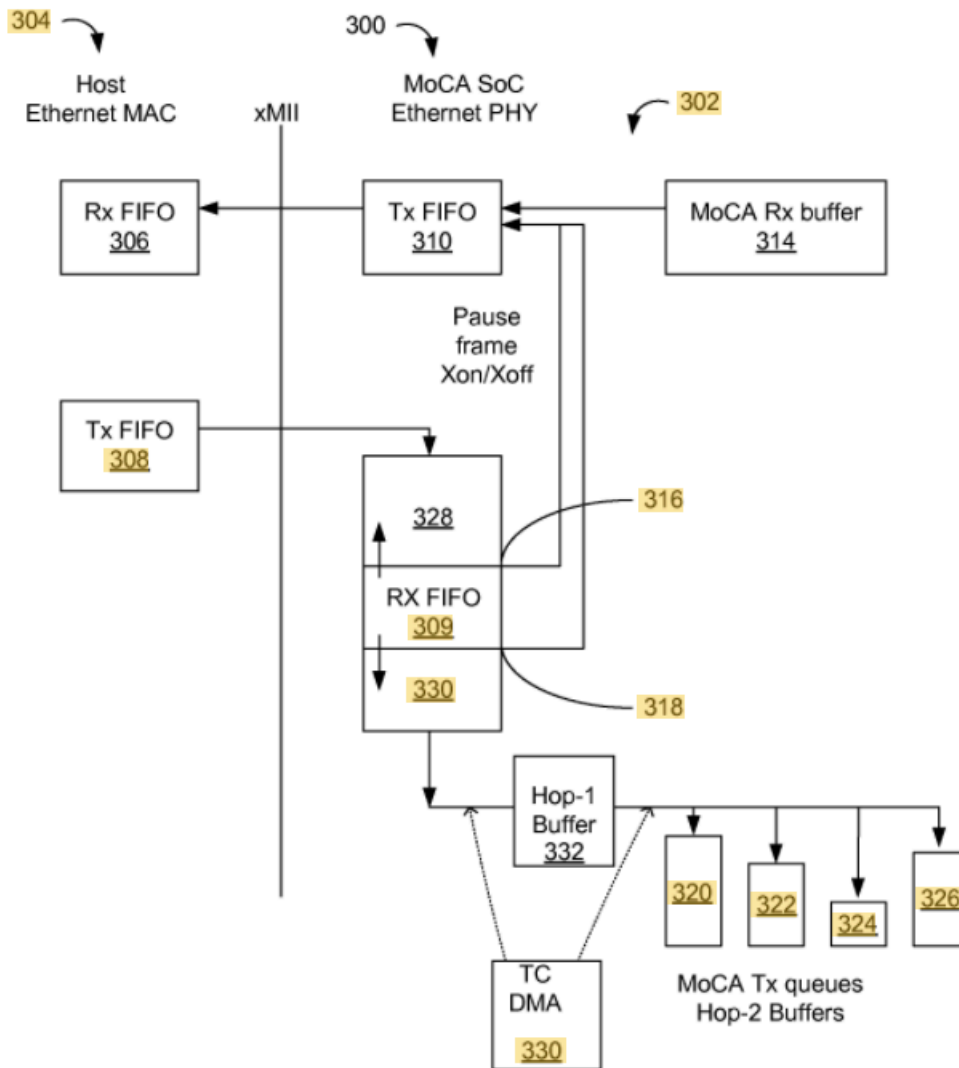 304
300
Host
Ethernet MAC
xMII
MoCA SoC
Ethernet PHY
302
Rx FIFO
306
Tx FIFO
310
MoCA Rx buffer
314
Pause
frame
Xon/Xoff
Tx FIFO
308
328
316
RX FIFO
309
330
318
Hop-1
Buffer
332
320
322
324
326
TC
DMA
330
MoCA Tx queues
Hop-2 Buffers